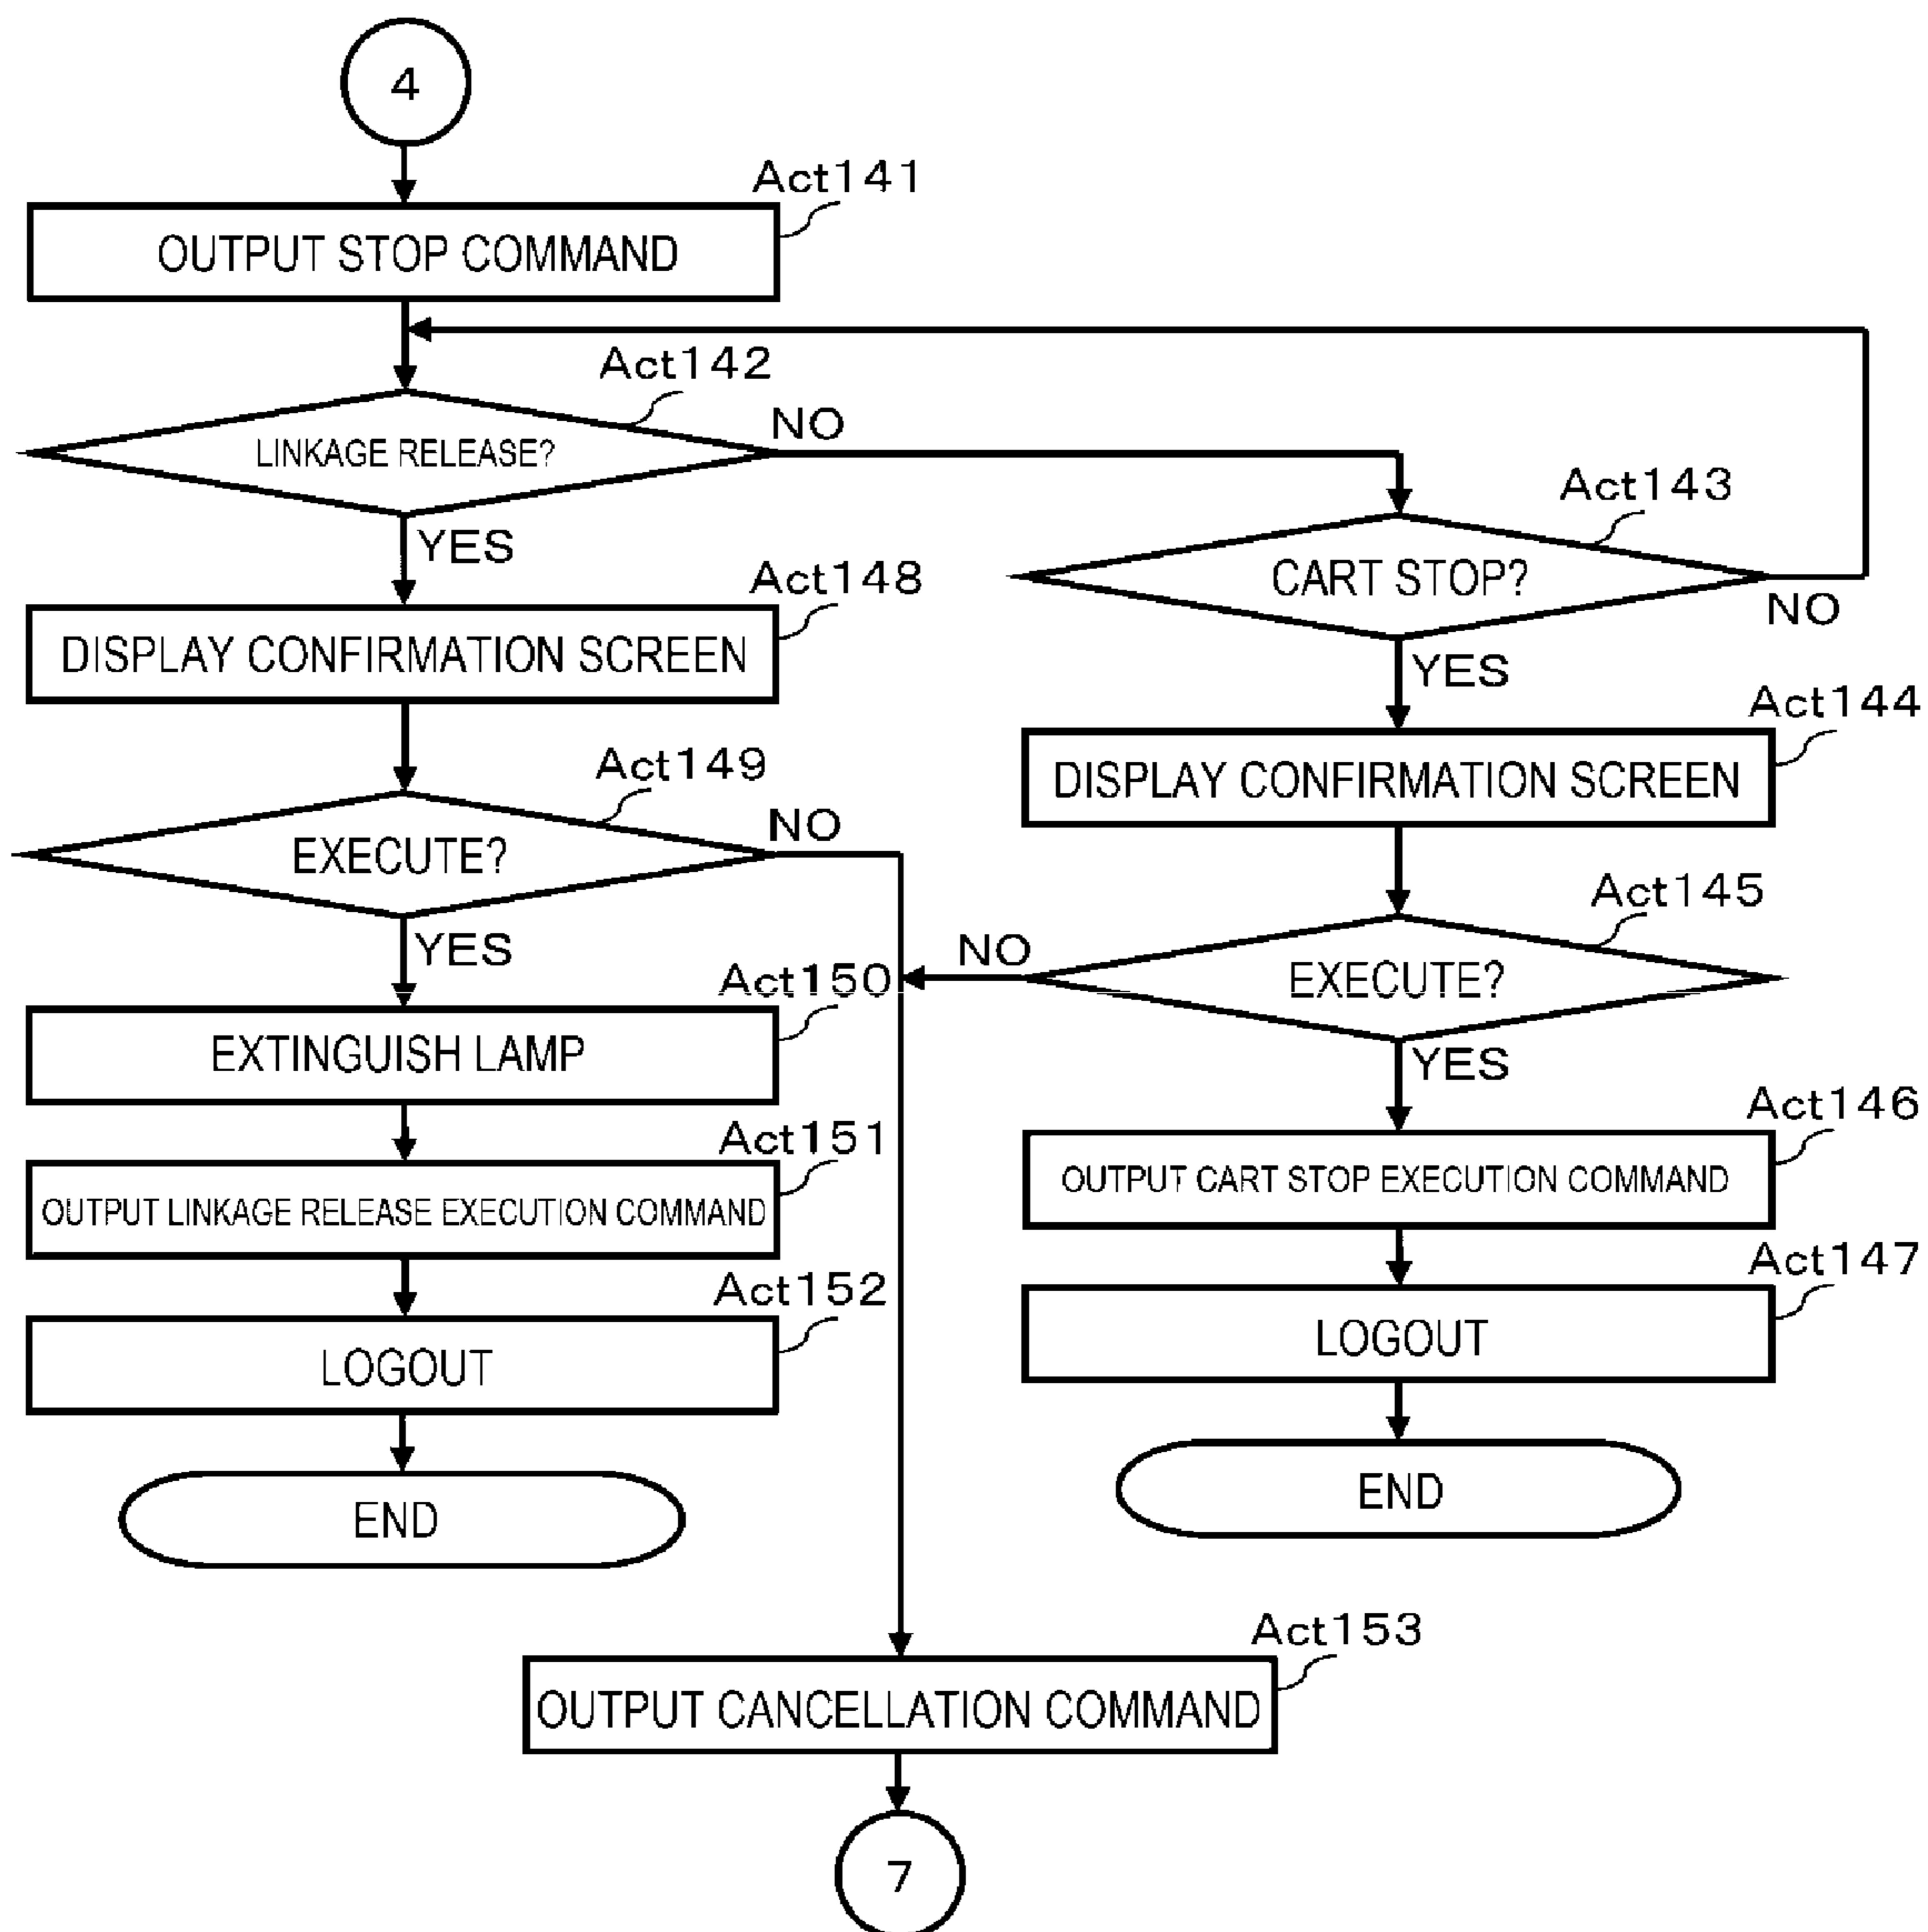 4
Act141
OUTPUT STOP COMMAND
Act142
LINKAGE RELEASE?
NO
YES
Act143
CART STOP?
NO
YES
Act148
DISPLAY CONFIRMATION SCREEN
Act144
DISPLAY CONFIRMATION SCREEN
Act149
EXECUTE?
NO
YES
Act145
EXECUTE?
NO
YES
Act150
EXTINGUISH LAMP
Act151
OUTPUT LINKAGE RELEASE EXECUTION COMMAND
Act152
LOGOUT
END
Act146
OUTPUT CART STOP EXECUTION COMMAND
Act147
LOGOUT
END
Act153
OUTPUT CANCELLATION COMMAND
7